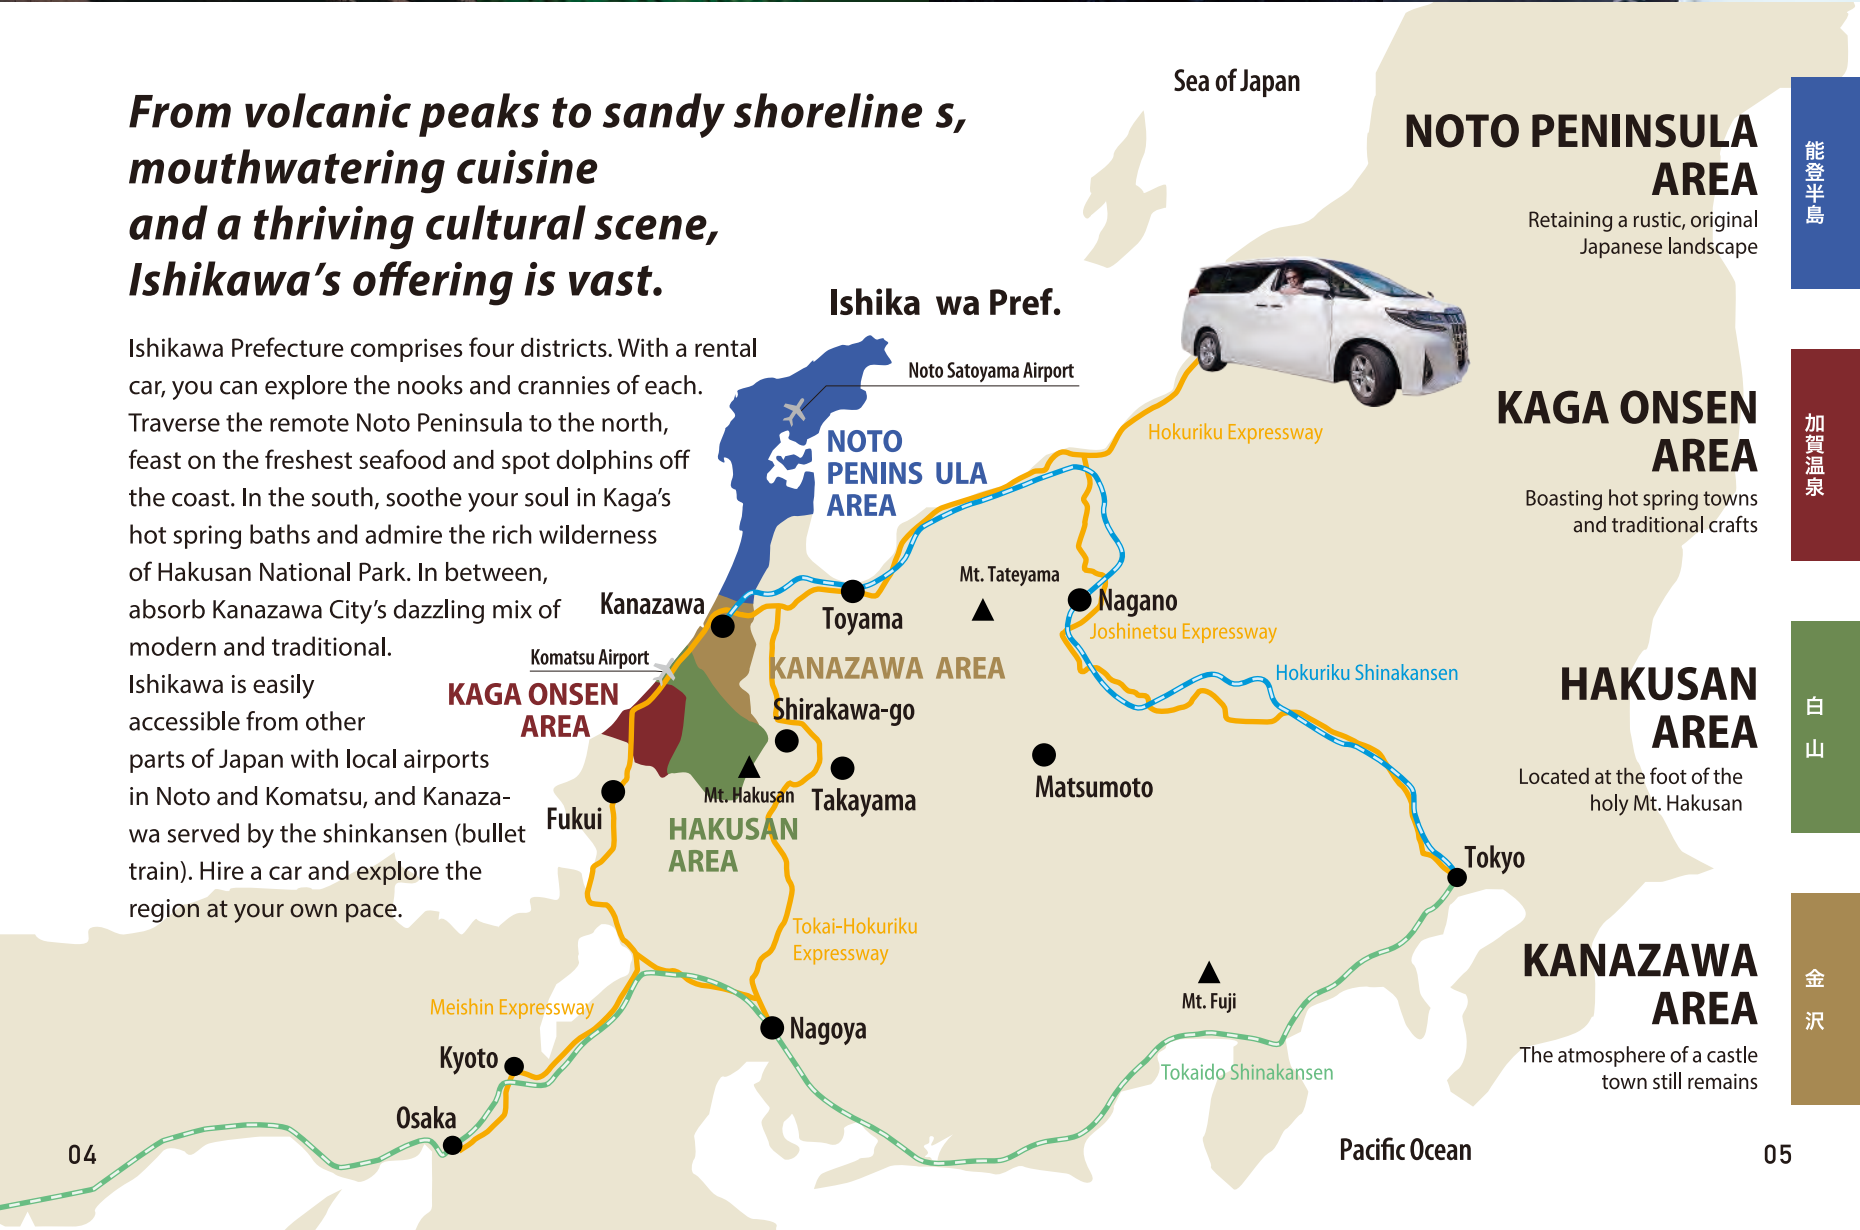 From volcanic peaks to sandy shoreline s,
mouthwatering cuisine
and a thriving cultural scene,
Ishikawa's offering is vast.
Ishikawa Prefecture comprises four districts. With a rental
car, you can explore the nooks and crannies of each.
Traverse the remote Noto Peninsula to the north,
feast on the freshest seafood and spot dolphins off
the coast. In the south, soothe your soul in Kaga's
hot spring baths and admire the rich wilderness
of Hakusan National Park. In between,
absorb Kanazawa City's dazzling mix of
modern and traditional.
Ishikawa is easily
accessible from other
parts of Japan with local airports
in Noto and Komatsu, and Kanaza-
wa served by the shinkansen (bullet
train). Hire a car and explore the
region at your own pace.
04
Sea of Japan
Ishika wa Pref.
Noto Satoyama Airport
NOTO
PENINS ULA
AREA
Hokuriku Expressway
Mt. Tateyama
Kanazawa
Toyama
Nagano
Joshinetsu Expressway
Komatsu Airport
KANAZAWA AREA
Hokuriku Shinakansen
KAGA ONSEN
AREA
Shirakawa-go
Mt. Hakusan
Takayama
Matsumoto
Fukui
HAKUSAN
AREA
Tokyo
Tokai-Hokuriku
Expressway
Meishin Expressway
Mt. Fuji
Nagoya
Kyoto
Tokaido Shinakansen
Osaka
Pacific Ocean
NOTO PENINSULA
AREA
Retaining a rustic, original
Japanese landscape
能登半島
KAGA ONSEN
AREA
Boasting hot spring towns
and traditional crafts
加賀温泉
HAKUSAN
AREA
Located at the foot of the
holy Mt. Hakusan
白山
KANAZAWA
AREA
The atmosphere of a castle
town still remains
金沢
05